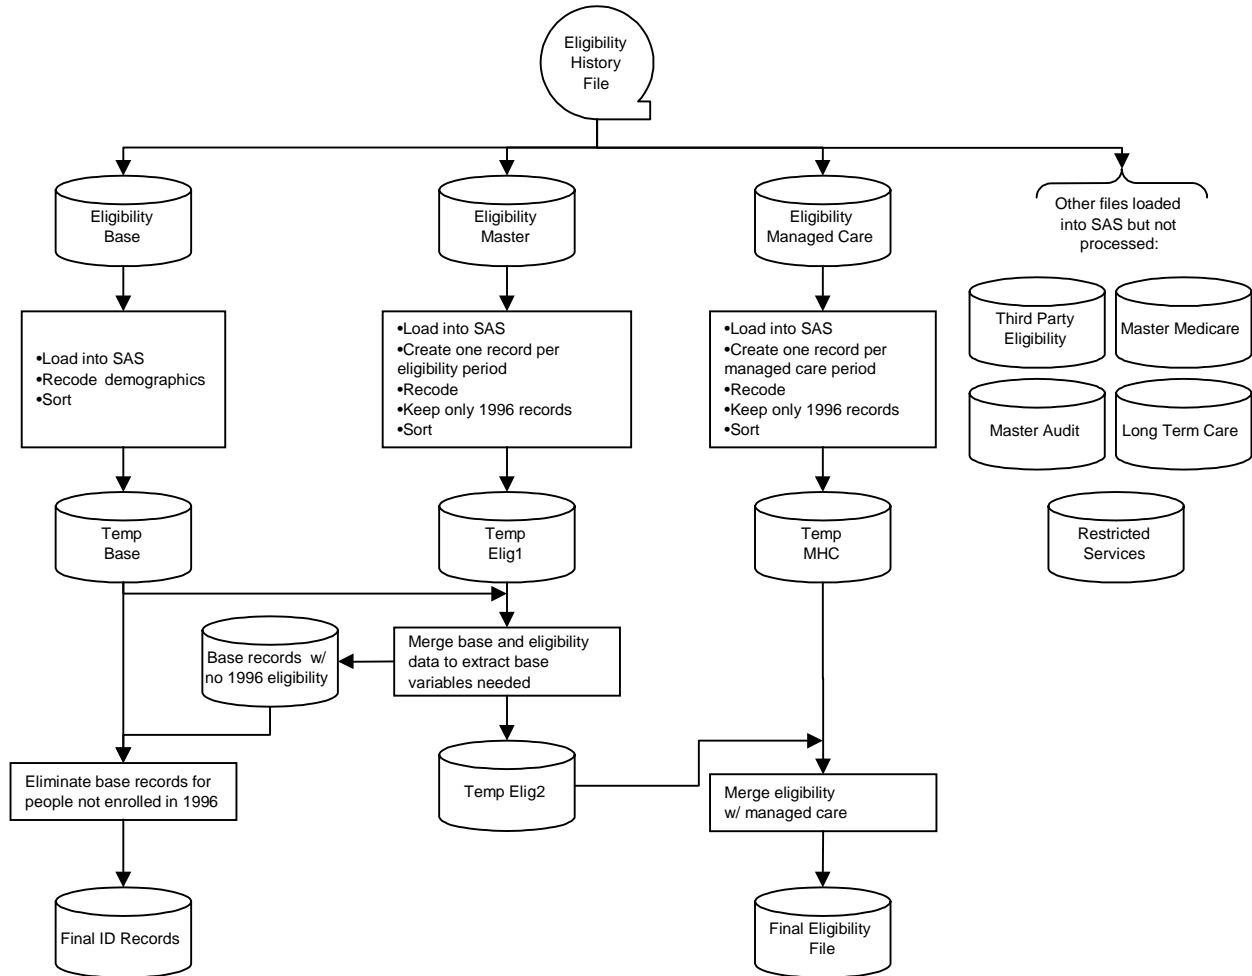 Eligibility
History
File
Eligibility
Base
Eligibility
Master
Eligibility
Managed Care
Other files loaded
into SAS but not
processed:
Third Party
Eligibility
Master Medicare
Master Audit
Long Term Care
Restricted
Services
•Load into SAS
•Recode demographics
•Sort
•Load into SAS
•Create one record per
eligibility period
•Recode
•Keep only 1996 records
•Sort
•Load into SAS
•Create one record per
managed care period
•Recode
•Keep only 1996 records
•Sort
Temp
Base
Temp
Elig1
Temp
MHC
Base records w/
no 1996 eligibility
Merge base and eligibility
data to extract base
variables needed
Eliminate base records for
people not enrolled in 1996
Temp Elig2
Merge eligibility
w/ managed care
Final ID Records
Final Eligibility
File